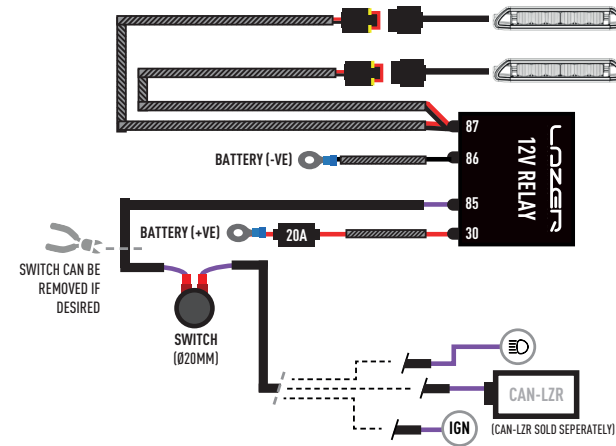 87
86
85
30
LAZER
12V RELAY
BATTERY (-VE)
BATTERY (+VE)
20A
SWITCH CAN BE
REMOVED IF
DESIRED
SWITCH
(Ø20MM)
CAN-LZR
(CAN-LZR SOLD SEPERATELY)
IGN